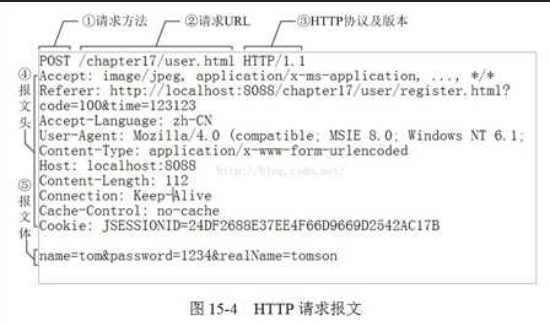 ①请求方法 ②请求URL ③HTTP协议及版本
POST /chapter17/user.html HTTP/1.1
④报文头
Accept: image/jpeg, application/x-ms-application, ..., */*
Referer: http://localhost:8088/chapter17/user/register.html?
code=100&time=123123
Accept-Language: zh-CN
User-Agent: Mozilla/4.0 (compatible; MSIE 8.0; Windows NT 6.1;
Content-Type: application/x-www-form-urlencoded
Host: localhost:8088
http://blog.csdn.net/
Content-Length: 112
Connection: Keep-Alive
Cache-Control: no-cache
Cookie: JSESSIONID=24DF2688E37EE4F66D9669D2542AC17B
⑤报文体
name=tom&password=1234&realName=tomson
图 15-4 HTTP 请求报文